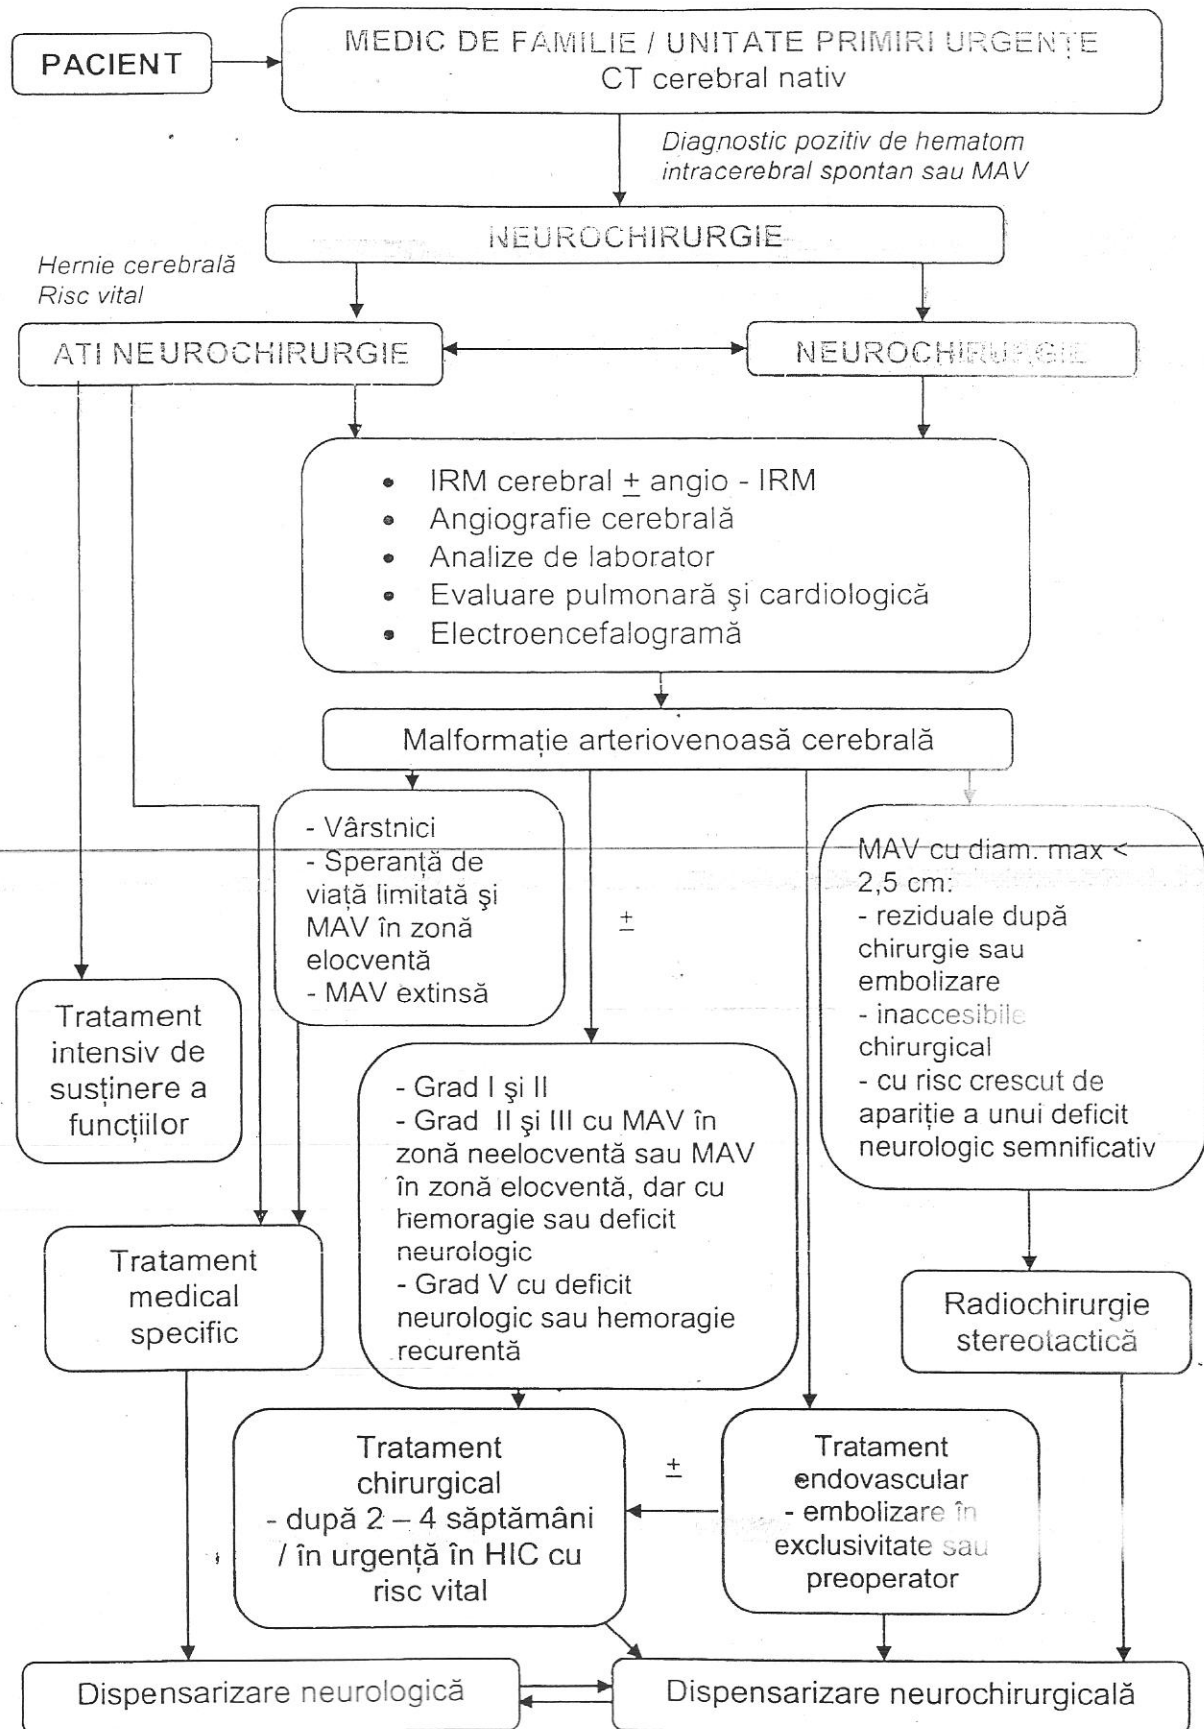 PACIENT
MEDIC DE FAMILIE / UNITATE PRIMIRI URGENȚE
CT cerebral nativ
Diagnostic pozitiv de hematom
intracerebral spontan sau MAV
NEUROCHIRURGIE
Hernie cerebrală
Risc vital
ATI NEUROCHIRURGIE
NEUROCHIRURGIE
• IRM cerebral ± angio - IRM
• Angiografie cerebrală
• Analize de laborator
• Evaluare pulmonară şi cardiologică
• Electroencefalogramă
Malformație arteriovenoasă cerebrală
- Vârstnici
- Speranță de
viață limitată şi
MAV în zonă
elocventă
- MAV extinsă
±
MAV cu diam. max <
2,5 cm:
- reziduale după
chirurgie sau
embolizare
- inaccesibile
chirurgical
- cu risc crescut de
apariție a unui deficit
neurologic semnificativ
Tratament
intensiv de
susținere a
funcțiilor
- Grad I şi II
- Grad II şi III cu MAV în
zonă neelocventă sau MAV
în zonă elocventă, dar cu
hemoragie sau deficit
neurologic
- Grad V cu deficit
neurologic sau hemoragie
recurentă
Tratament
medical
specific
Radiochirurgie
stereotactică
Tratament
chirurgical
- după 2 – 4 săptămâni
/ în urgență în HIC cu
risc vital
±
Tratament
endovascular
- embolizare în
exclusivitate sau
preoperator
Dispensarizare neurologică
Dispensarizare neurochirurgicală